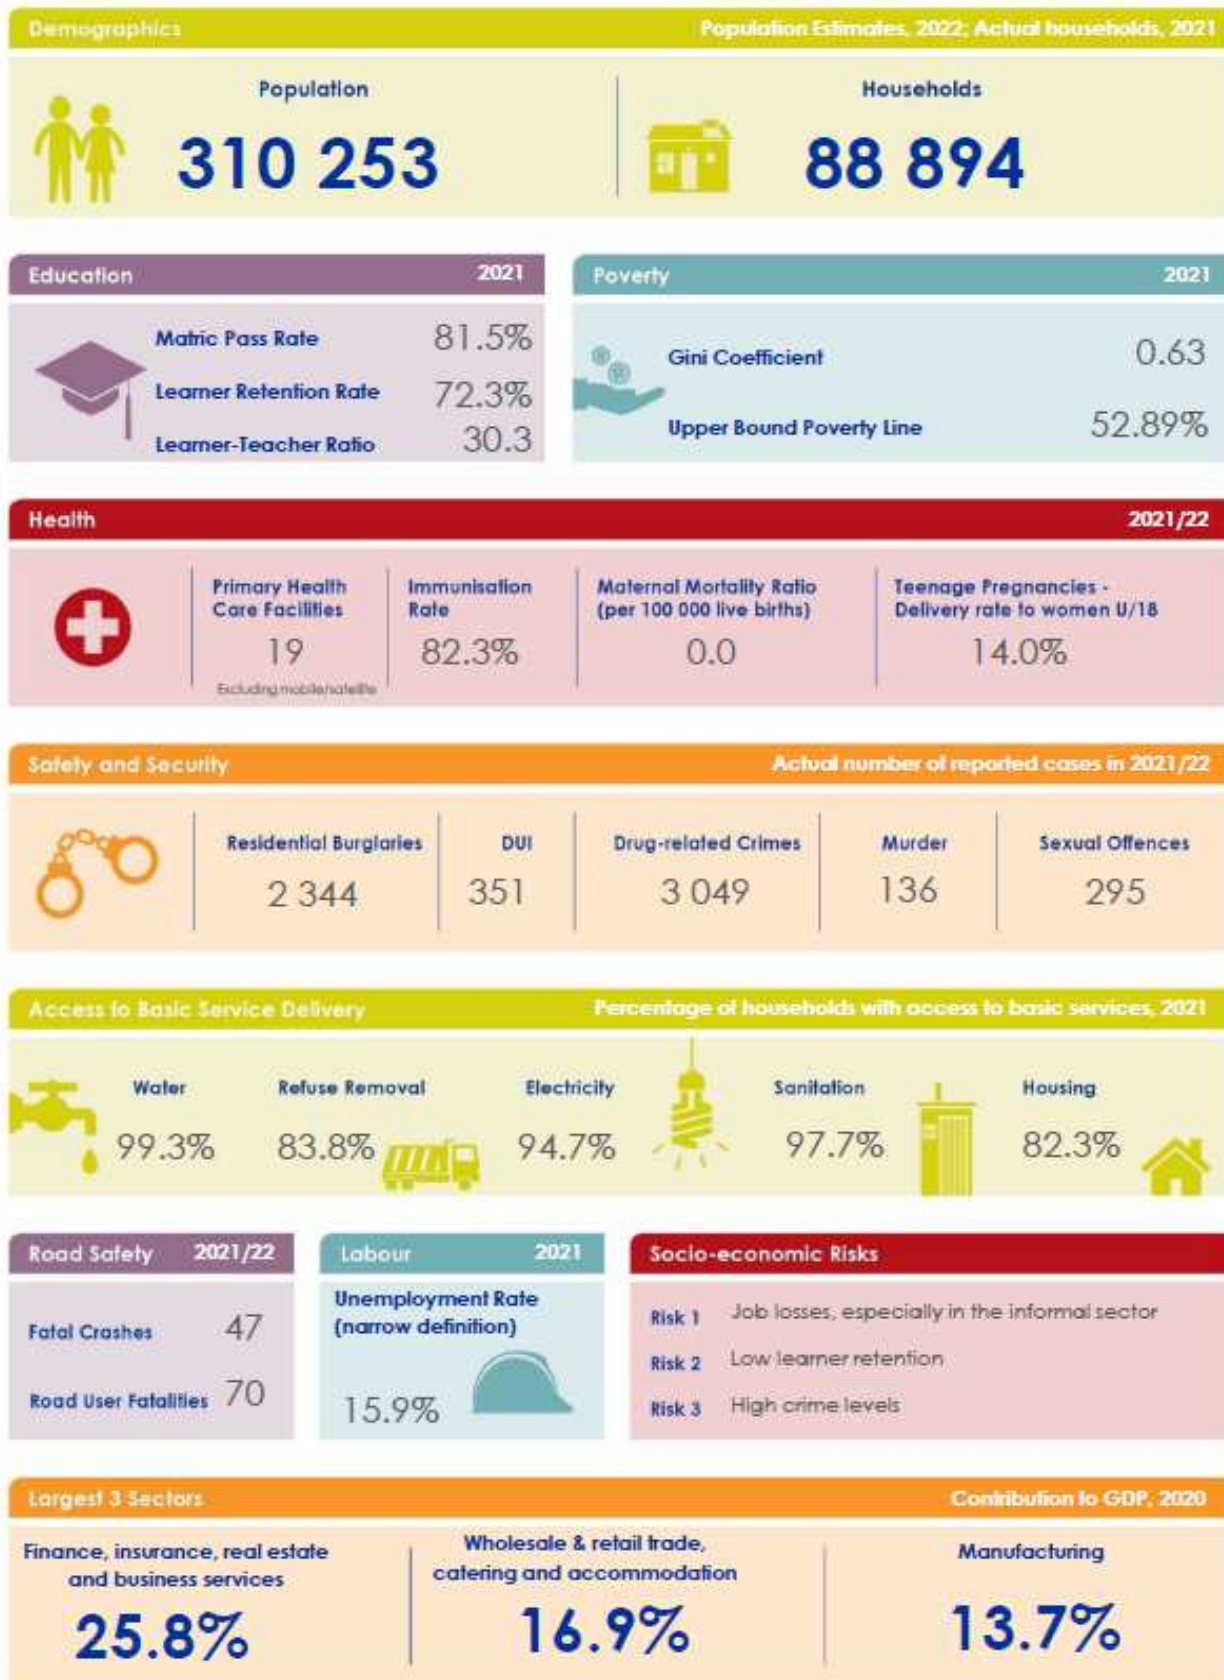 Demographics Population Estimates, 2022; Actual households, 2021
Population Households
310 253 88 894
Education 2021
Matric Pass Rate 81.5%
Learner Retention Rate 72.3%
Learner-Teacher Ratio 30.3
Poverty 2021
Gini Coefficient 0.63
Upper Bound Poverty Line 52.89%
Health 2021/22
Primary Health
Care Facilities
19
Excluding mobile/satellite
Immunisation
Rate
82.3%
Maternal Mortality Ratio
(per 100 000 live births)
0.0
Teenage Pregnancies -
Delivery rate to women U/18
14.0%
Safety and Security Actual number of reported cases in 2021/22
Residential Burglaries DUI Drug-related Crimes Murder Sexual Offences
2 344 351 3 049 136 295
Access to Basic Service Delivery Percentage of households with access to basic services, 2021
Water Refuse Removal Electricity Sanitation Housing
99.3% 83.8% 94.7% 97.7% 82.3%
Road Safety 2021/22
Fatal Crashes 47
Road User Fatalities 70
Labour 2021
Unemployment Rate
(narrow definition)
15.9%
Socio-economic Risks
Risk 1 Job losses, especially in the informal sector
Risk 2 Low learner retention
Risk 3 High crime levels
Largest 3 Sectors Contribution to GDP, 2020
Finance, insurance, real estate
and business services
25.8%
Wholesale & retail trade,
catering and accommodation
16.9%
Manufacturing
13.7%